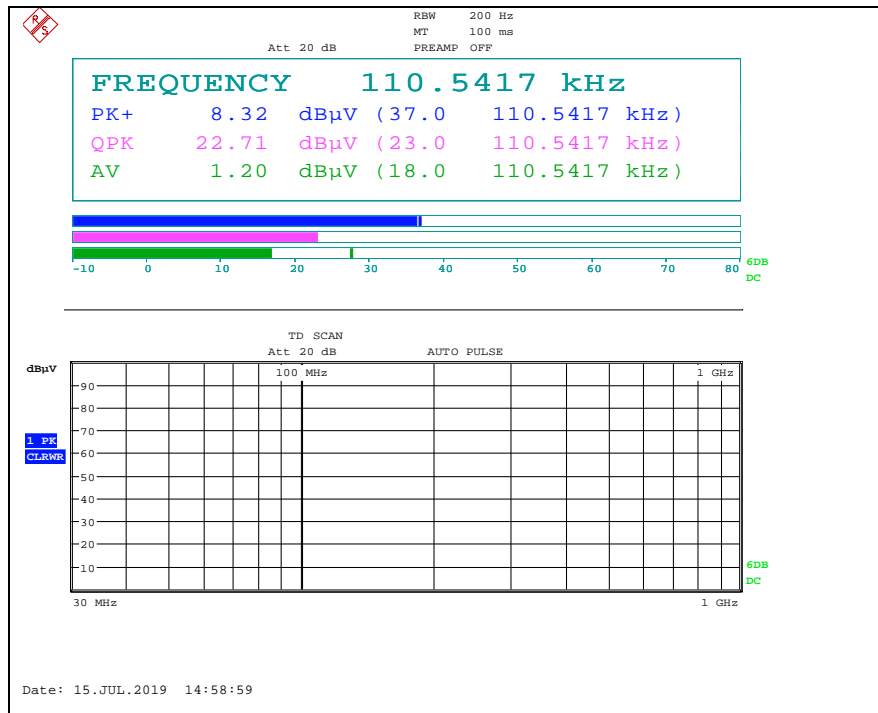 R S
RBW 200 Hz
MT 100 ms
Att 20 dB PREAMP OFF
FREQUENCY 110.5417 kHz
PK+ 8.32 dBµV (37.0 110.5417 kHz)
QPK 22.71 dBµV (23.0 110.5417 kHz)
AV 1.20 dBµV (18.0 110.5417 kHz)
-10 0 10 20 30 40 50 60 70 80
6DB
DC
TD SCAN
Att 20 dB AUTO PULSE
dBµV
100 MHz 1 GHz
90
80
70
1 PK
CLRWR
60
50
40
30
20
10
6DB
DC
30 MHz 1 GHz
Date: 15.JUL.2019 14:58:59